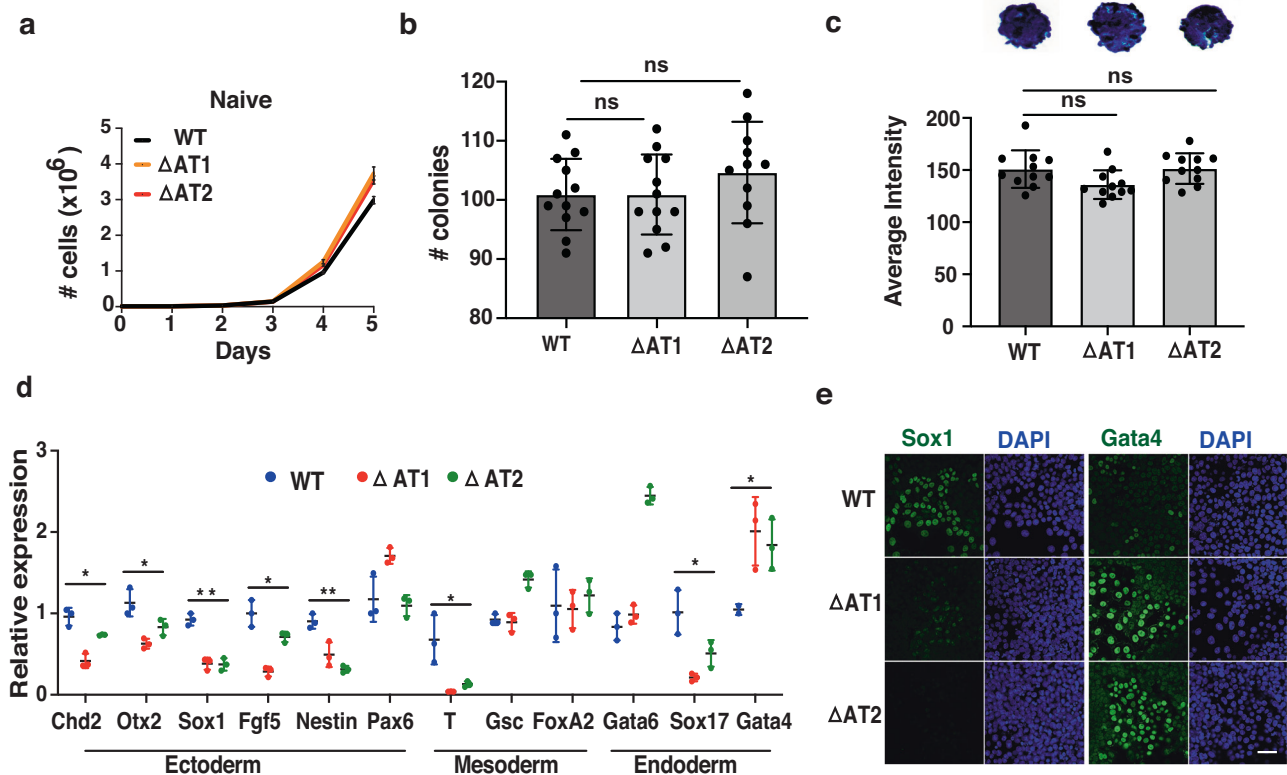 a
Naive
WT
ΔAT1
ΔAT2
# cells (x10⁶)
5
4
3
2
1
0
0 1 2 3 4 5
Days
b
ns
ns
# colonies
120
110
100
90
80
WT ΔAT1 ΔAT2
c
ns
ns
Average Intensity
200
150
100
50
0
WT ΔAT1 ΔAT2
d
WT Δ AT1 Δ AT2
Relative expression
3
2
1
0
* * ** * ** * * *
Chd2 Otx2 Sox1 Fgf5 Nestin Pax6 T Gsc FoxA2 Gata6 Sox17 Gata4
Ectoderm Mesoderm Endoderm
e
Sox1 DAPI Gata4 DAPI
WT
ΔAT1
ΔAT2